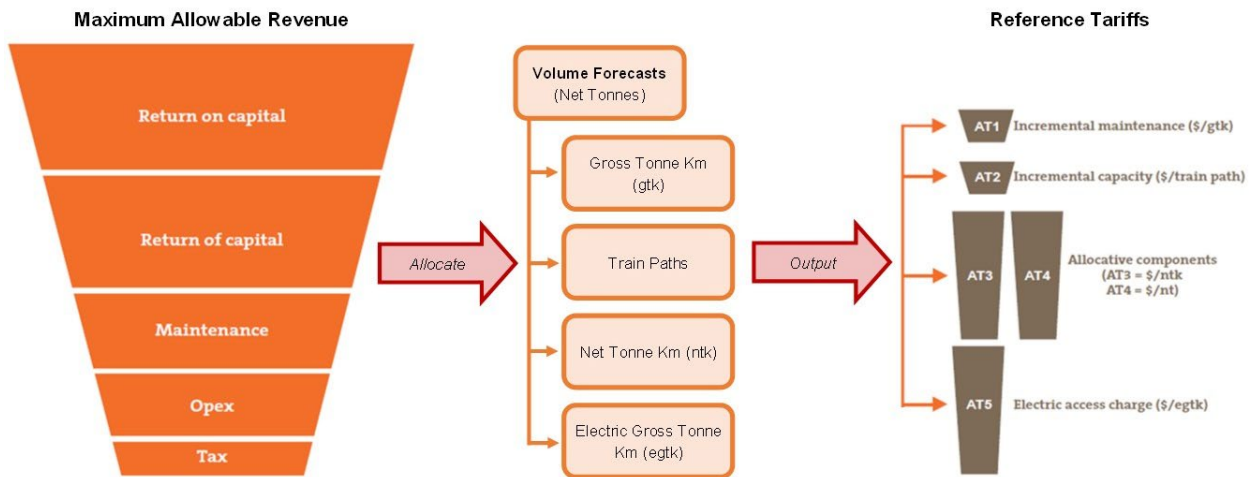 Maximum Allowable Revenue
Return on capital
Return of capital
Maintenance
Opex
Tax
Allocate
Volume Forecasts
(Net Tonnes)
Gross Tonne Km
(gtk)
Train Paths
Net Tonne Km (ntk)
Electric Gross Tonne
Km (egtk)
Output
Reference Tariffs
AT1
Incremental maintenance ($/gtk)
AT2
Incremental capacity ($/train path)
AT3
AT4
Allocative components
(AT3 = $/ntk
AT4 = $/nt)
AT5
Electric access charge ($/egtk)